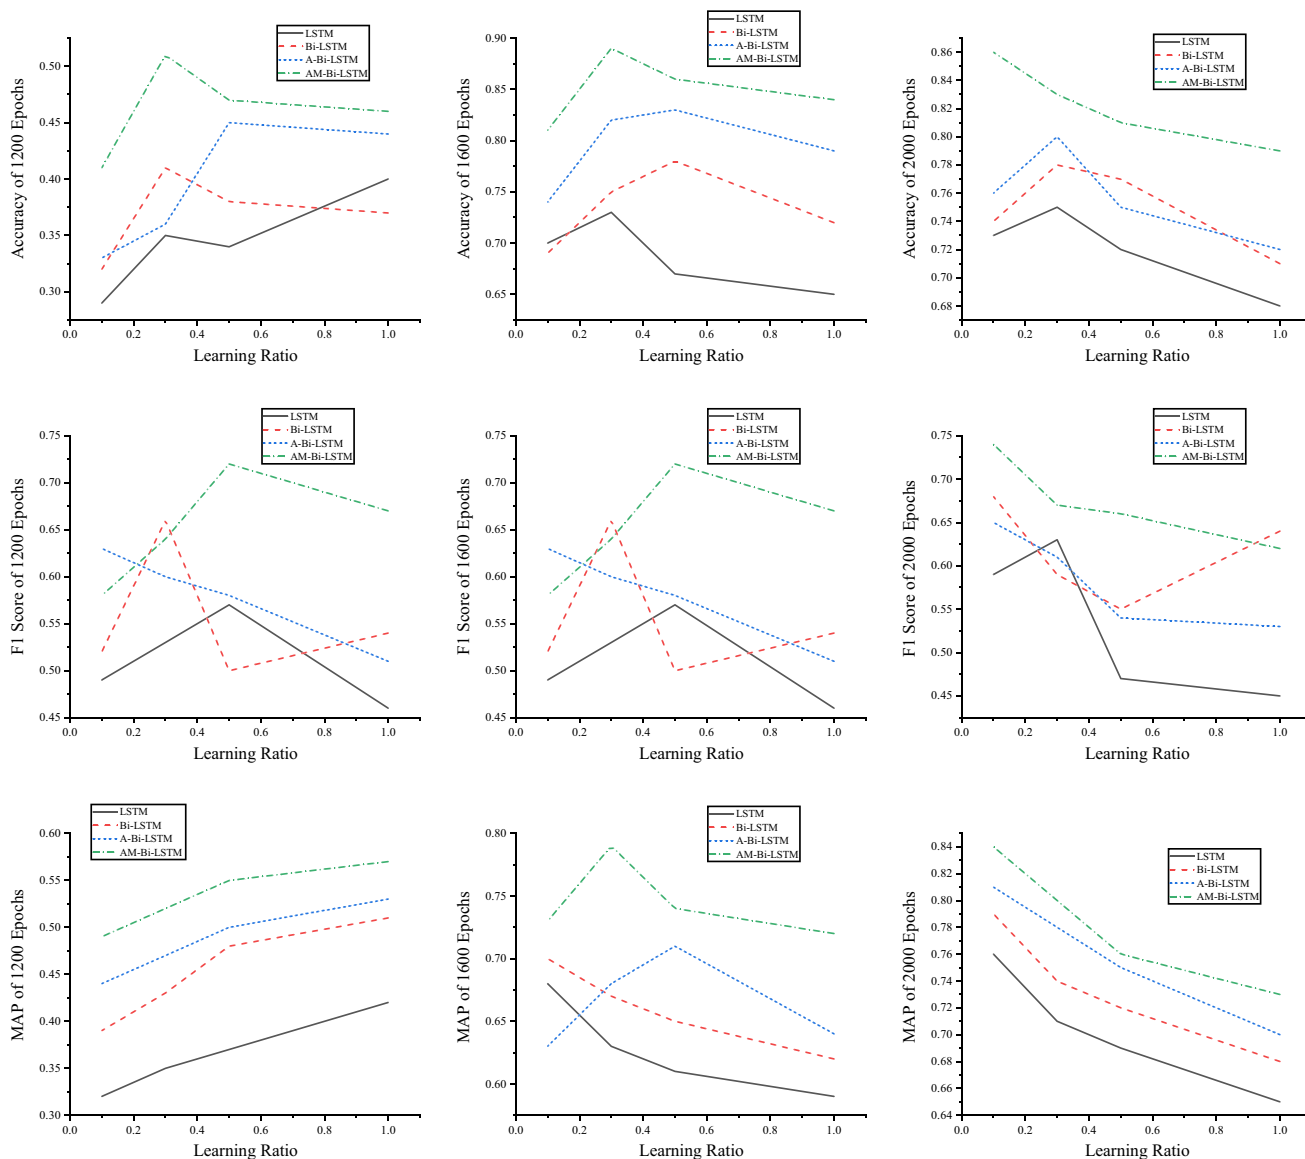 LSTM
Bi-LSTM
A-Bi-LSTM
AM-Bi-LSTM
Accuracy of 1200 Epochs
0.50
0.45
0.40
0.35
0.30
0.0 0.2 0.4 0.6 0.8 1.0
Learning Ratio
LSTM
Bi-LSTM
A-Bi-LSTM
AM-Bi-LSTM
Accuracy of 1600 Epochs
0.90
0.85
0.80
0.75
0.70
0.65
0.0 0.2 0.4 0.6 0.8 1.0
Learning Ratio
LSTM
Bi-LSTM
A-Bi-LSTM
AM-Bi-LSTM
Accuracy of 2000 Epochs
0.86
0.84
0.82
0.80
0.78
0.76
0.74
0.72
0.70
0.68
0.0 0.2 0.4 0.6 0.8 1.0
Learning Ratio
LSTM
Bi-LSTM
A-Bi-LSTM
AM-Bi-LSTM
F1 Score of 1200 Epochs
0.75
0.70
0.65
0.60
0.55
0.50
0.45
0.0 0.2 0.4 0.6 0.8 1.0
Learning Ratio
LSTM
Bi-LSTM
A-Bi-LSTM
AM-Bi-LSTM
F1 Score of 1600 Epochs
0.75
0.70
0.65
0.60
0.55
0.50
0.45
0.0 0.2 0.4 0.6 0.8 1.0
Learning Ratio
LSTM
Bi-LSTM
A-Bi-LSTM
AM-Bi-LSTM
F1 Score of 2000 Epochs
0.75
0.70
0.65
0.60
0.55
0.50
0.45
0.0 0.2 0.4 0.6 0.8 1.0
Learning Ratio
LSTM
Bi-LSTM
A-Bi-LSTM
AM-Bi-LSTM
MAP of 1200 Epochs
0.60
0.55
0.50
0.45
0.40
0.35
0.30
0.0 0.2 0.4 0.6 0.8 1.0
Learning Ratio
LSTM
Bi-LSTM
A-Bi-LSTM
AM-Bi-LSTM
MAP of 1600 Epochs
0.80
0.75
0.70
0.65
0.60
0.0 0.2 0.4 0.6 0.8 1.0
Learning Ratio
LSTM
Bi-LSTM
A-Bi-LSTM
AM-Bi-LSTM
MAP of 2000 Epochs
0.84
0.82
0.80
0.78
0.76
0.74
0.72
0.70
0.68
0.66
0.64
0.0 0.2 0.4 0.6 0.8 1.0
Learning Ratio